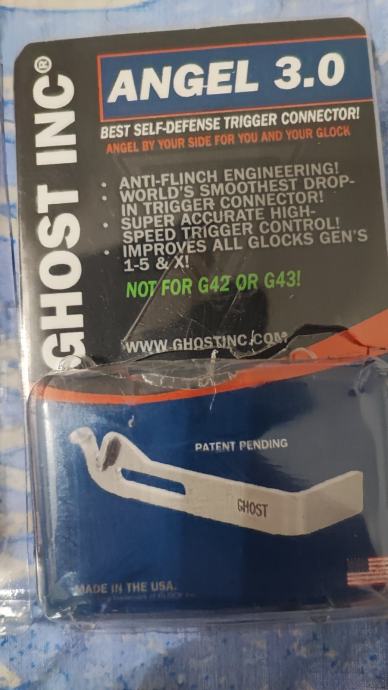 GHOST INC®
ANGEL 3.0
BEST SELF-DEFENSE TRIGGER CONNECTOR!
ANGEL BY YOUR SIDE FOR YOU AND YOUR GLOCK
• ANTI-FLINCH ENGINEERING!
• WORLD'S SMOOTHEST DROP-
IN TRIGGER CONNECTOR!
• SUPER ACCURATE HIGH-
SPEED TRIGGER CONTROL!
• IMPROVES ALL GLOCKS GEN'S
1-5 & X!
NOT FOR G42 OR G43!
WWW.GHOSTINC.COM
PATENT PENDING
GHOST
MADE IN THE USA.